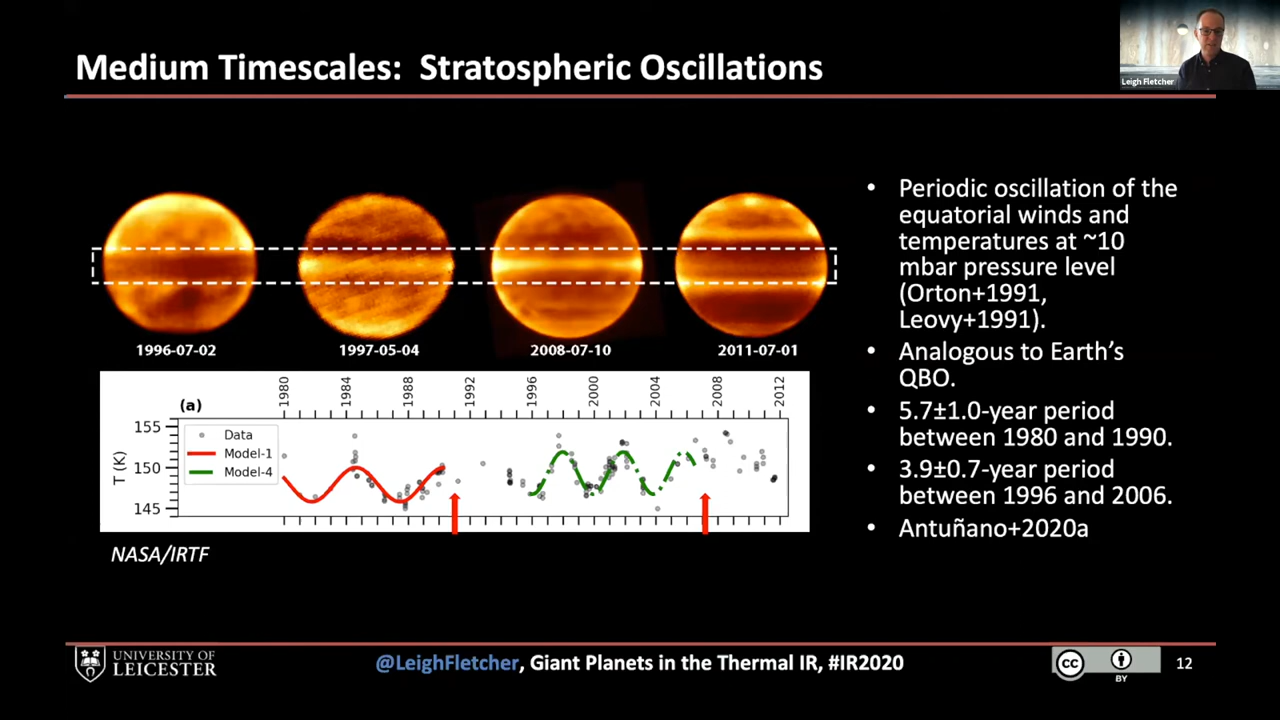 Medium Timescales: Stratospheric Oscillations
Leigh Fletcher
1996-07-02
1997-05-04
2008-07-10
2011-07-01
1980
1984
1988
1992
1996
2000
2004
2008
2012
(a)
155
150
145
T (K)
Data
Model-1
Model-4
NASA/IRTF
• Periodic oscillation of the
equatorial winds and
temperatures at ~10
mbar pressure level
(Orton+1991,
Leovy+1991).
• Analogous to Earth's
QBO.
• 5.7±1.0-year period
between 1980 and 1990.
• 3.9±0.7-year period
between 1996 and 2006.
• Antuñano+2020a
UNIVERSITY OF
LEICESTER
@LeighFletcher, Giant Planets in the Thermal IR, #IR2020
CC
BY
12